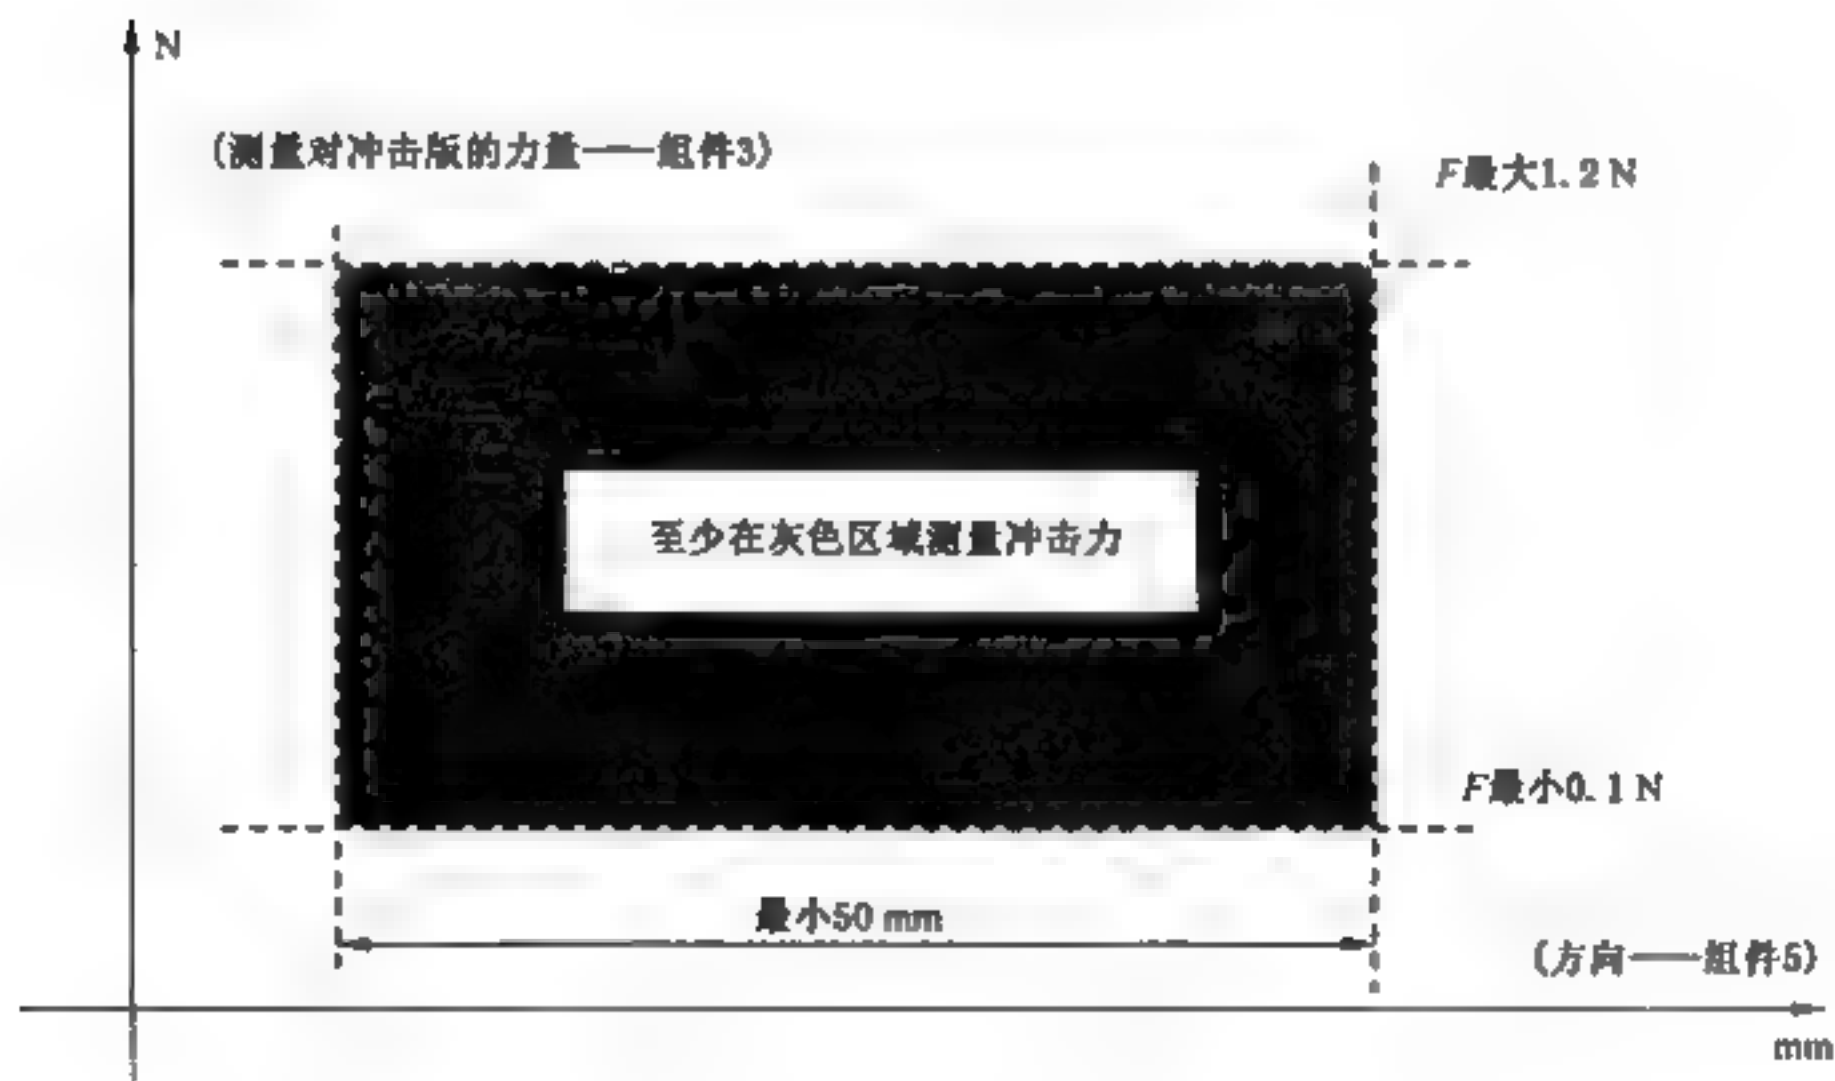 N
(测量对冲击版的力量——组件3)
F最大1.2 N
至少在灰色区域测量冲击力
F最小0.1 N
最小50 mm
(方向——组件5)
mm